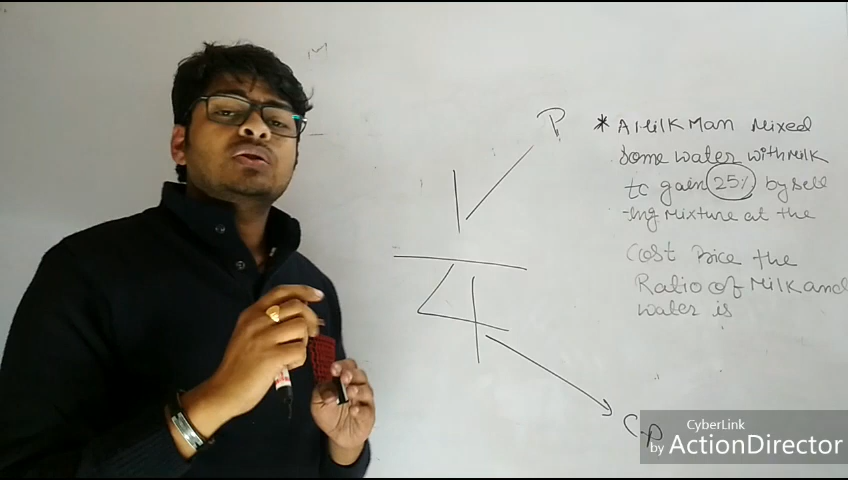 M
P
* A Milk Man Mixed
Some water with Milk
to gain 25% by sell
-ing Mixture at the
Cost Price the
Ratio of Milk and
water is
1
4
Cp
CyberLink
by ActionDirector